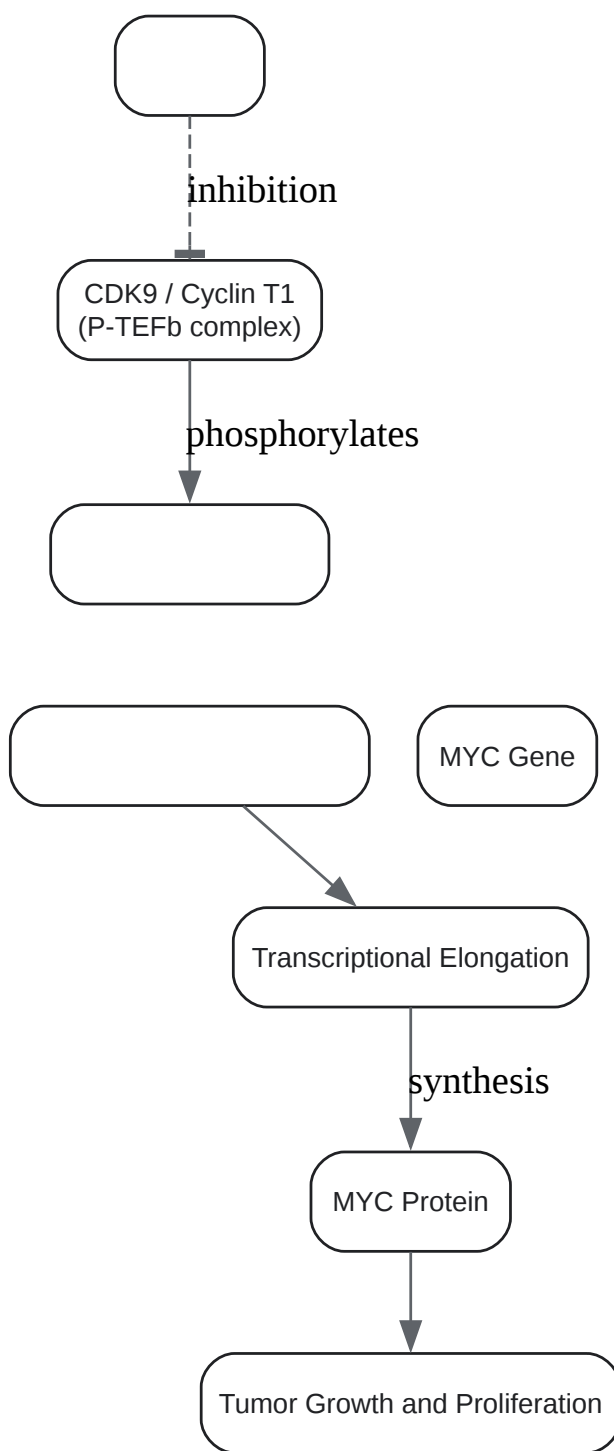 inhibition
CDK9 / Cyclin T1
(P-TEFb complex)
phosphorylates
MYC Gene
Transcriptional Elongation
synthesis
MYC Protein
Tumor Growth and Proliferation